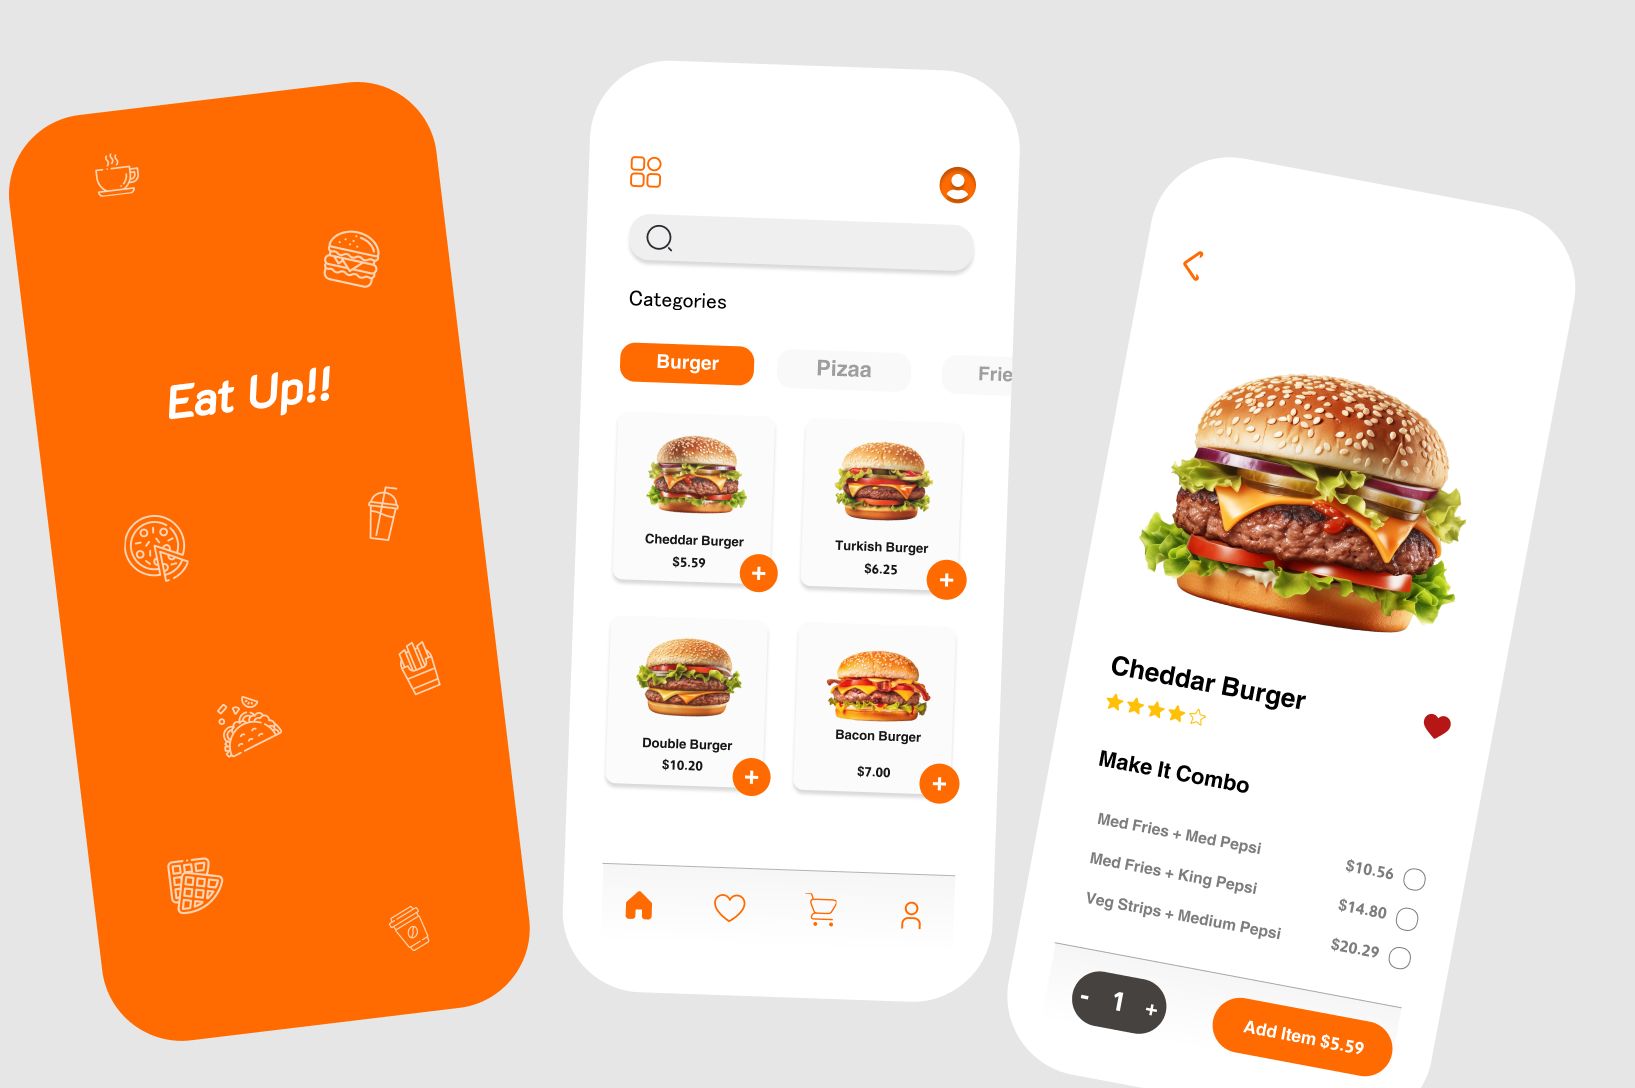 Eat Up!!
Categories
Burger
Pizaa
Frie
Cheddar Burger
$5.59
+
Turkish Burger
$6.25
+
Double Burger
$10.20
+
Bacon Burger
$7.00
+
Cheddar Burger
Make It Combo
Med Fries + Med Pepsi
$10.56
Med Fries + King Pepsi
$14.80
Veg Strips + Medium Pepsi
$20.29
- 1 +
Add Item $5.59